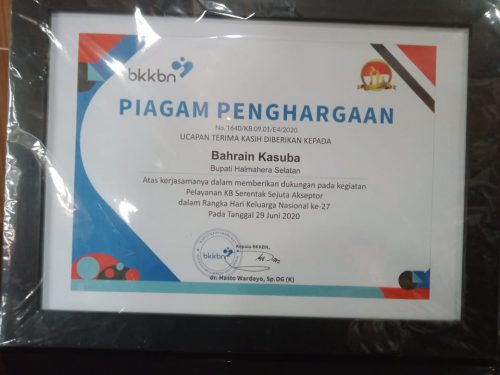 bkkbn
PIAGAM PENGHARGAAN
No. 1640/KB.09.01/E4/2020
UCAPAN TERIMA KASIH DIBERIKAN KEPADA
Bahrain Kasuba
Bupati Halmahera Selatan
Atas kerjasamanya dalam memberikan dukungan pada kegiatan
Pelayanan KB Serentak Sejuta Akseptor
dalam Rangka Hari Keluarga Nasional ke-27
Pada Tanggal 29 Juni 2020
Kepala BKKBN,
bkkbn
dr. Hasto Wardoyo, Sp.OG (K)